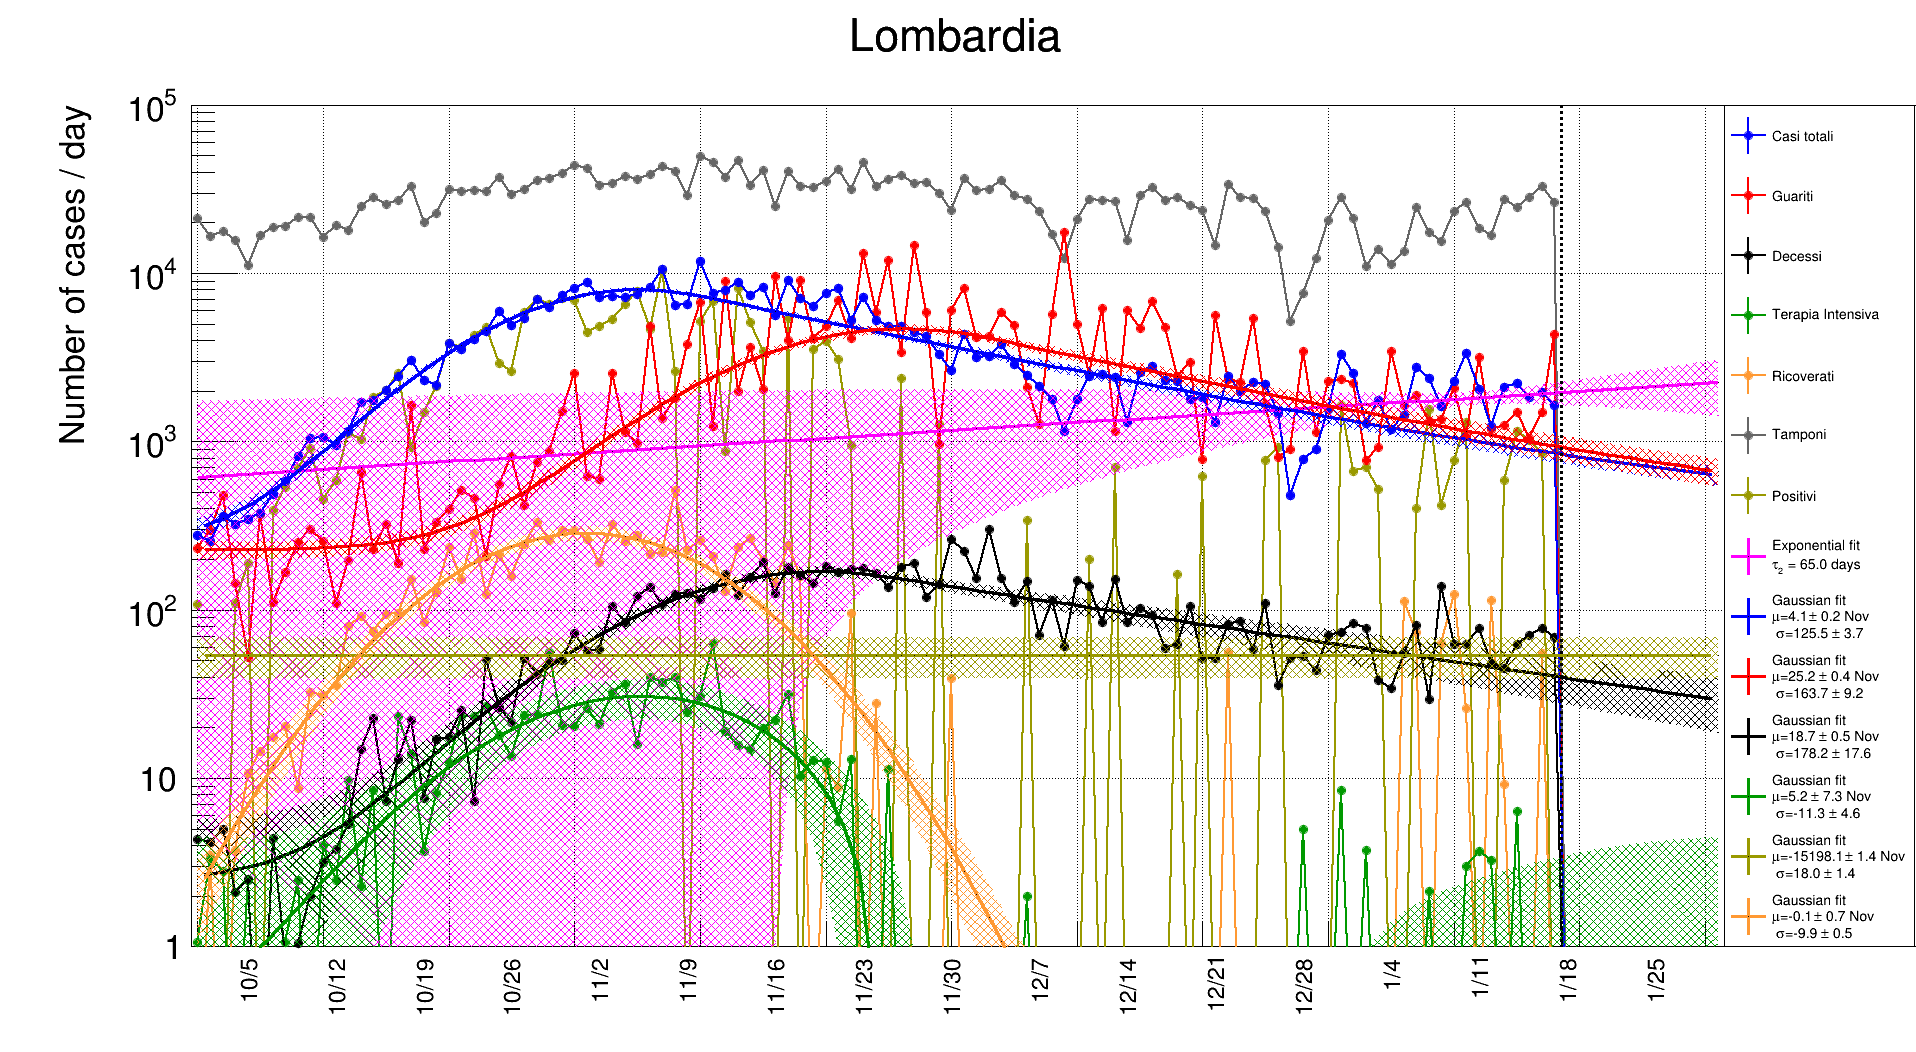 Lombardia
Number of cases / day
10^5
10^4
10^3
10^2
10
1
10/5
10/12
10/19
10/26
11/2
11/9
11/16
11/23
11/30
12/7
12/14
12/21
12/28
1/4
1/11
1/18
1/25
Casi totali
Guariti
Decessi
Terapia Intensiva
Ricoverati
Tamponi
Positivi
Exponential fit
τ₂ = 65.0 days
Gaussian fit
μ=4.1± 0.2 Nov
σ=125.5 ± 3.7
Gaussian fit
μ=25.2 ± 0.4 Nov
σ=163.7 ± 9.2
Gaussian fit
μ=18.7± 0.5 Nov
σ=178.2 ± 17.6
Gaussian fit
μ=5.2 ± 7.3 Nov
σ=-11.3 ± 4.6
Gaussian fit
μ=-15198.1± 1.4 Nov
σ=18.0 ± 1.4
Gaussian fit
μ=-0.1± 0.7 Nov
σ=-9.9 ± 0.5